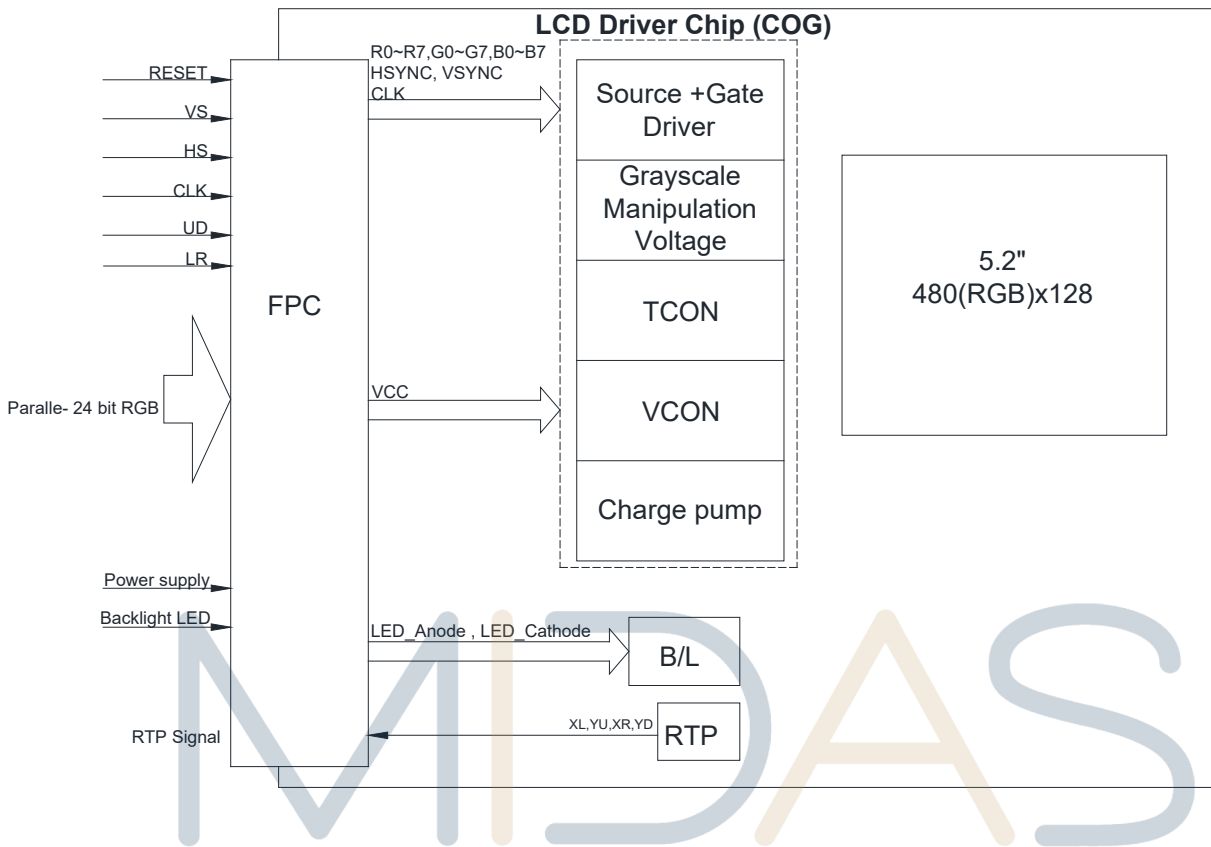 LCD Driver Chip (COG)
R0~R7,G0~G7,B0~B7
HSYNC, VSYNC
CLK
RESET
VS
HS
CLK
UD
LR
FPC
Paralle- 24 bit RGB
VCC
Source +Gate
Driver
Grayscale
Manipulation
Voltage
TCON
VCON
Charge pump
5.2"
480(RGB)x128
Power supply
Backlight LED
LED_Anode , LED_Cathode
B/L
RTP Signal
XL,YU,XR,YD
RTP
MIDAS